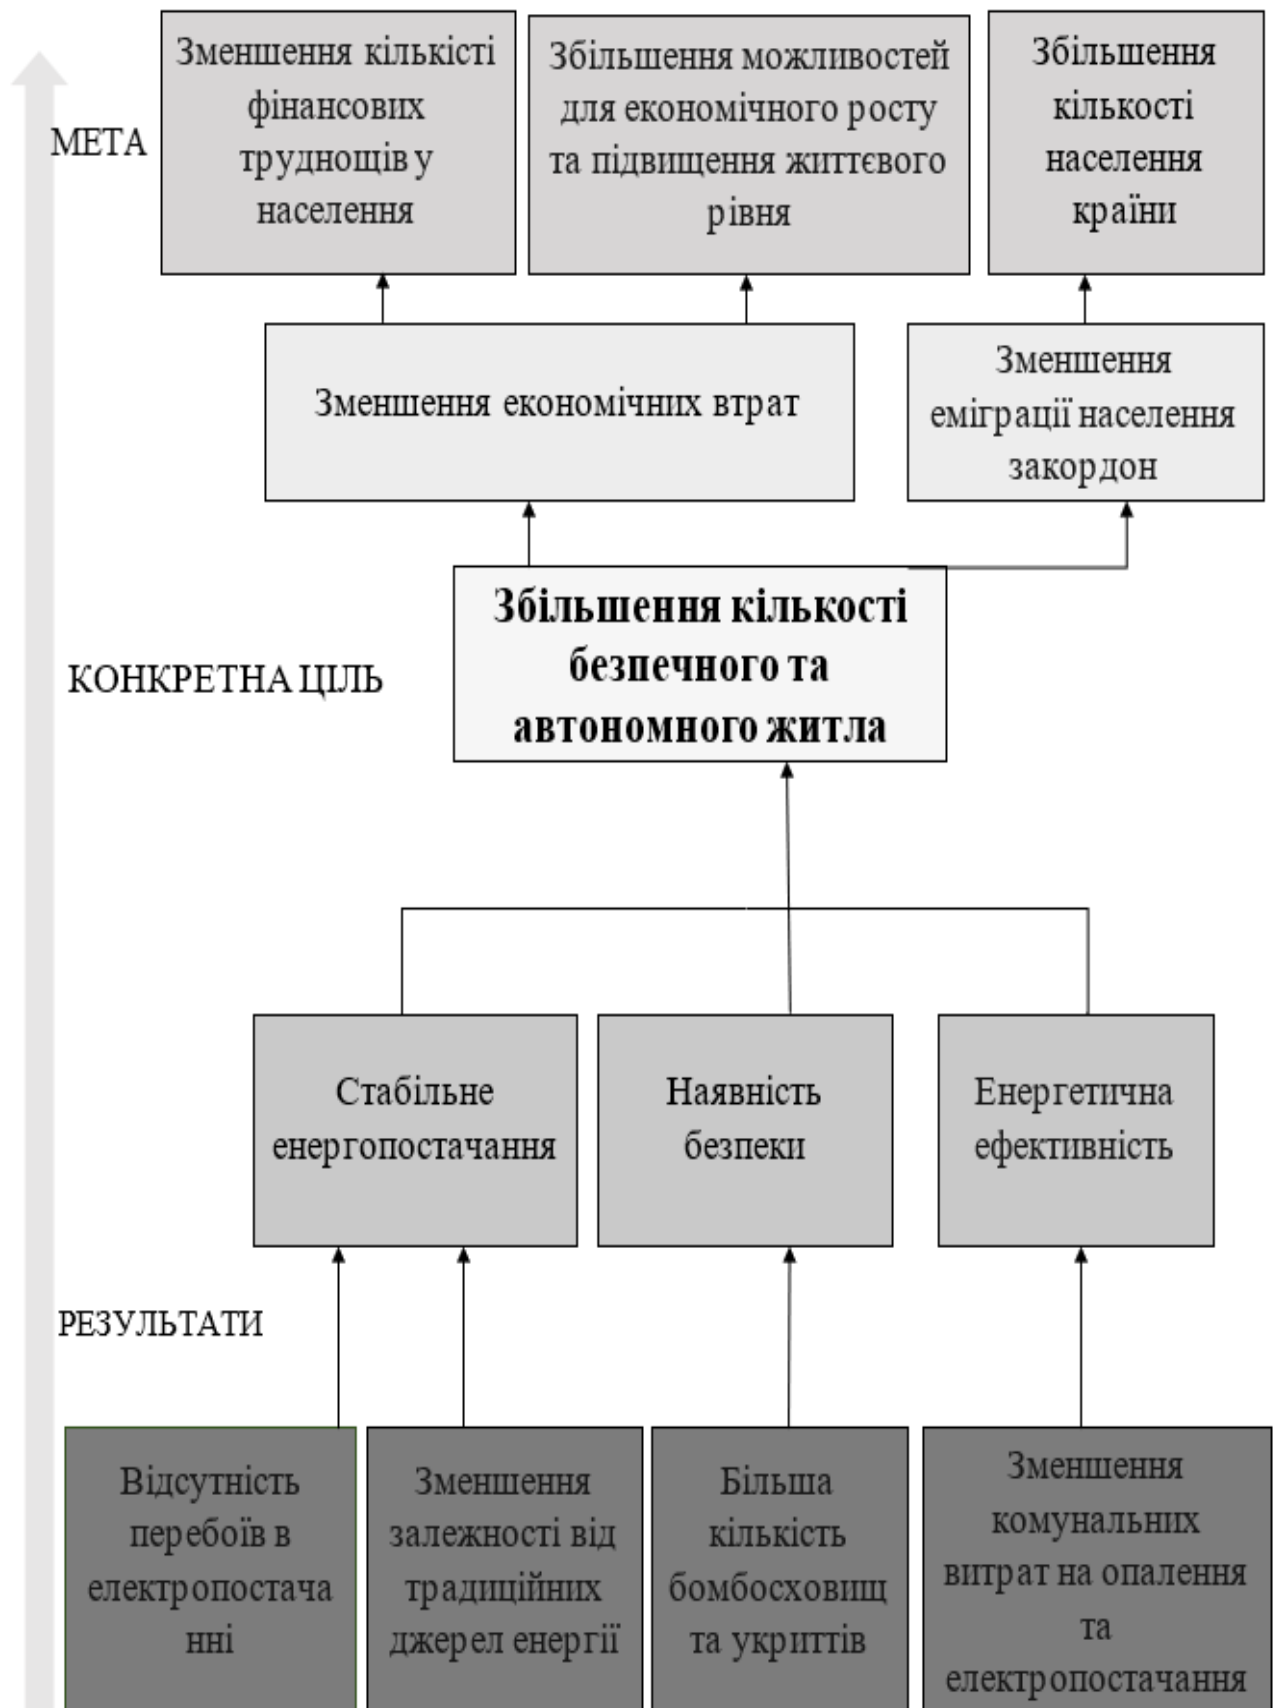 МЕТА
Зменшення кількісті
фінансових
труднощів у
населення
Збільшення можливостей
для економічного росту
та підвищення життєвого
рівня
Збільшення
кількості
населення
країни
Зменшення економічних втрат
Зменшення
еміграції населення
закордон
КОНКРЕТНА ЦІЛЬ
Збільшення кількості
безпечного та
автономного житла
Стабільне
енергопостачання
Наявність
безпеки
Енергетична
ефективність
РЕЗУЛЬТАТИ
Відсутність
перебоїв в
електропостача
нні
Зменшення
залежності від
традиційних
джерел енергії
Більша
кількість
бомбосховищ
та укриттів
Зменшення
комунальних
витрат на опалення
та
електропостачання